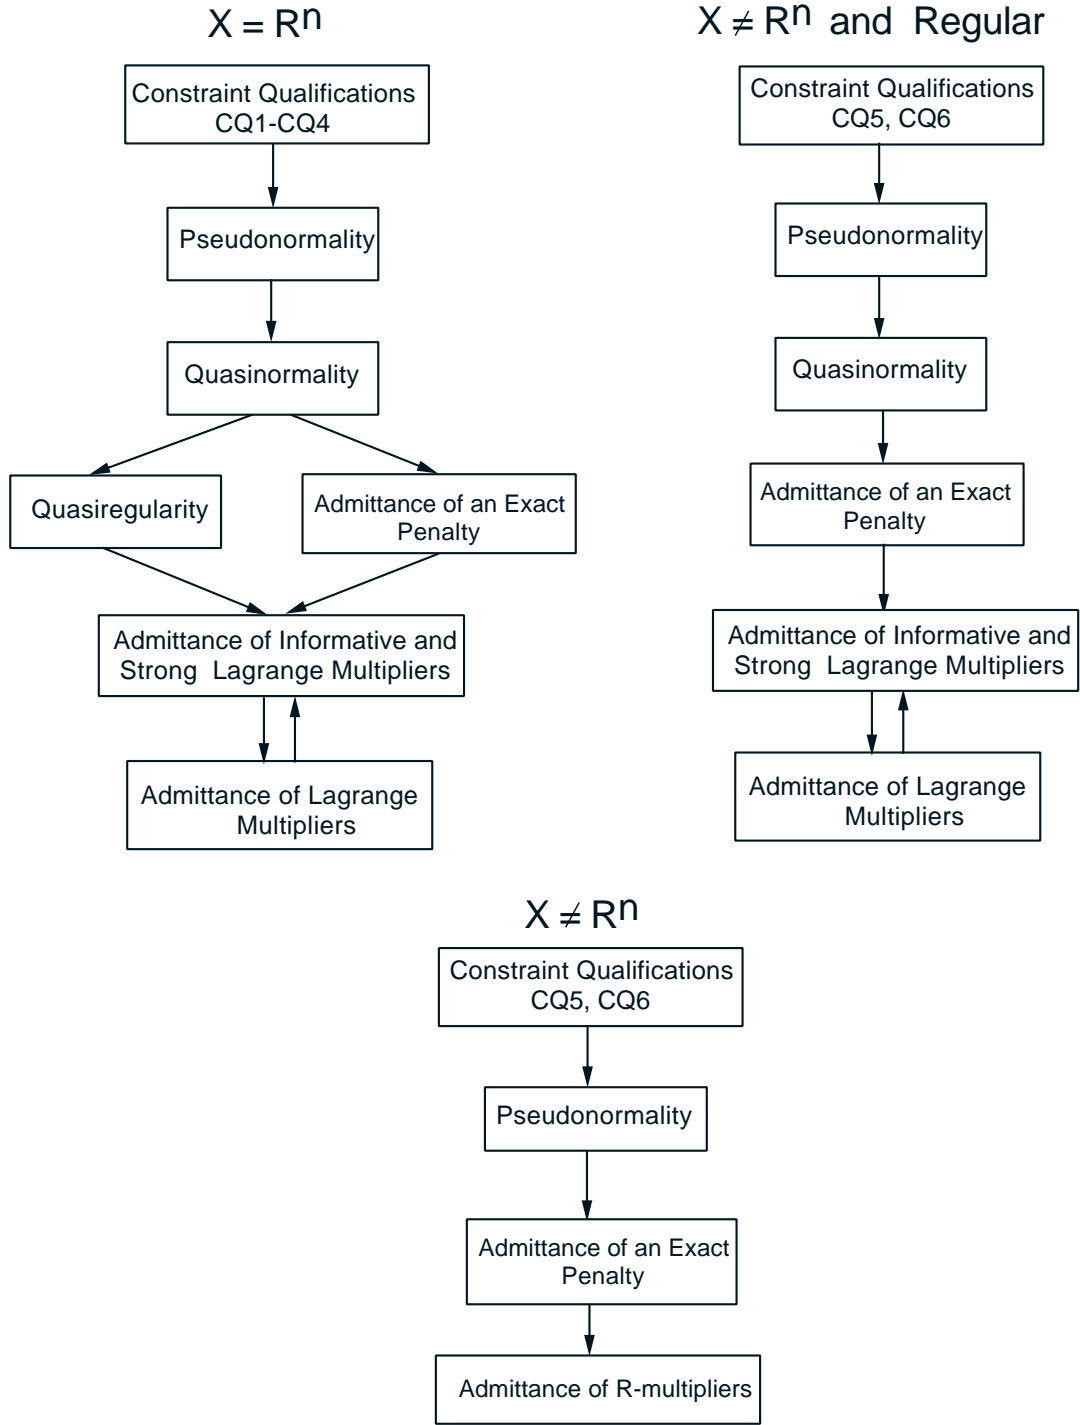 X = Rⁿ
Constraint Qualifications
CQ1-CQ4
Pseudonormality
Quasinormality
Quasiregularity
Admittance of an Exact
Penalty
Admittance of Informative and
Strong Lagrange Multipliers
Admittance of Lagrange
Multipliers
X ≠ Rⁿ and Regular
Constraint Qualifications
CQ5, CQ6
Pseudonormality
Quasinormality
Admittance of an Exact
Penalty
Admittance of Informative and
Strong Lagrange Multipliers
Admittance of Lagrange
Multipliers
X ≠ Rⁿ
Constraint Qualifications
CQ5, CQ6
Pseudonormality
Admittance of an Exact
Penalty
Admittance of R-multipliers